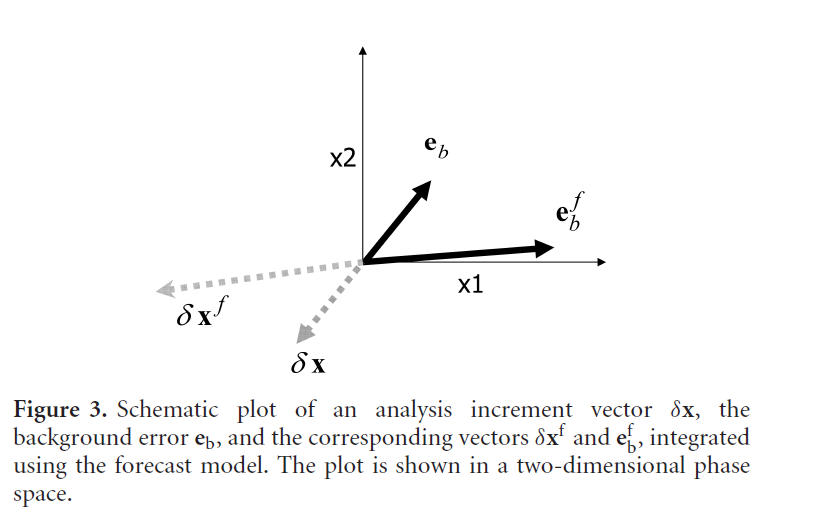 x2
e_b
e_b^f
x1
δx^f
δx
Figure 3. Schematic plot of an analysis increment vector δx, the
background error e_b, and the corresponding vectors δx^f and e_b^f, integrated
using the forecast model. The plot is shown in a two-dimensional phase
space.